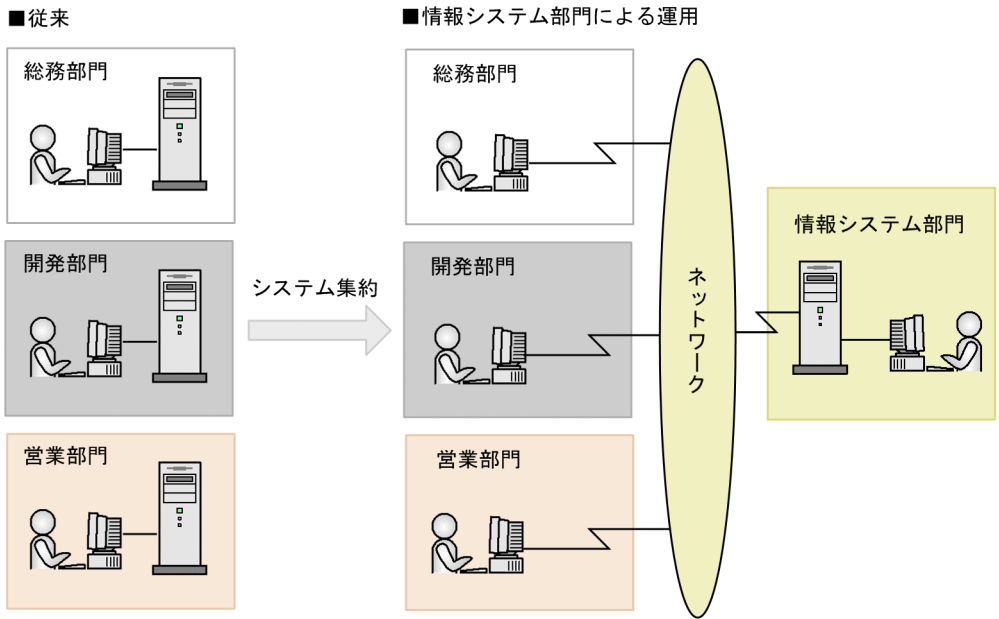 ■従来
総務部門
開発部門
営業部門
システム集約
■情報システム部門による運用
総務部門
開発部門
営業部門
ネットワーク
情報システム部門